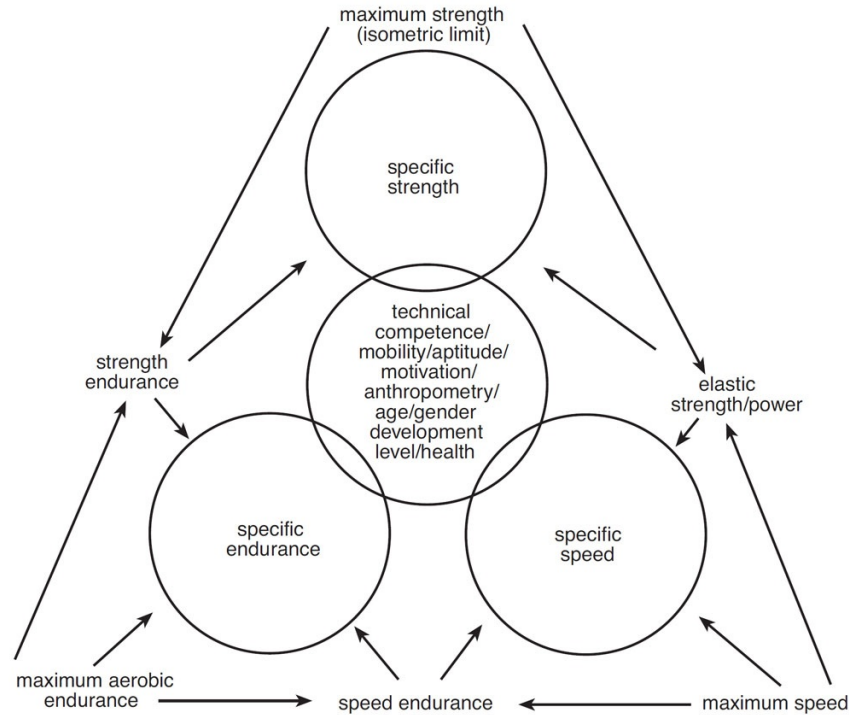 maximum strength
(isometric limit)
specific
strength
technical
competence/
mobility/aptitude/
motivation/
anthropometry/
age/gender
development
level/health
strength
endurance
elastic
strength/power
specific
endurance
specific
speed
maximum aerobic
endurance
speed endurance
maximum speed